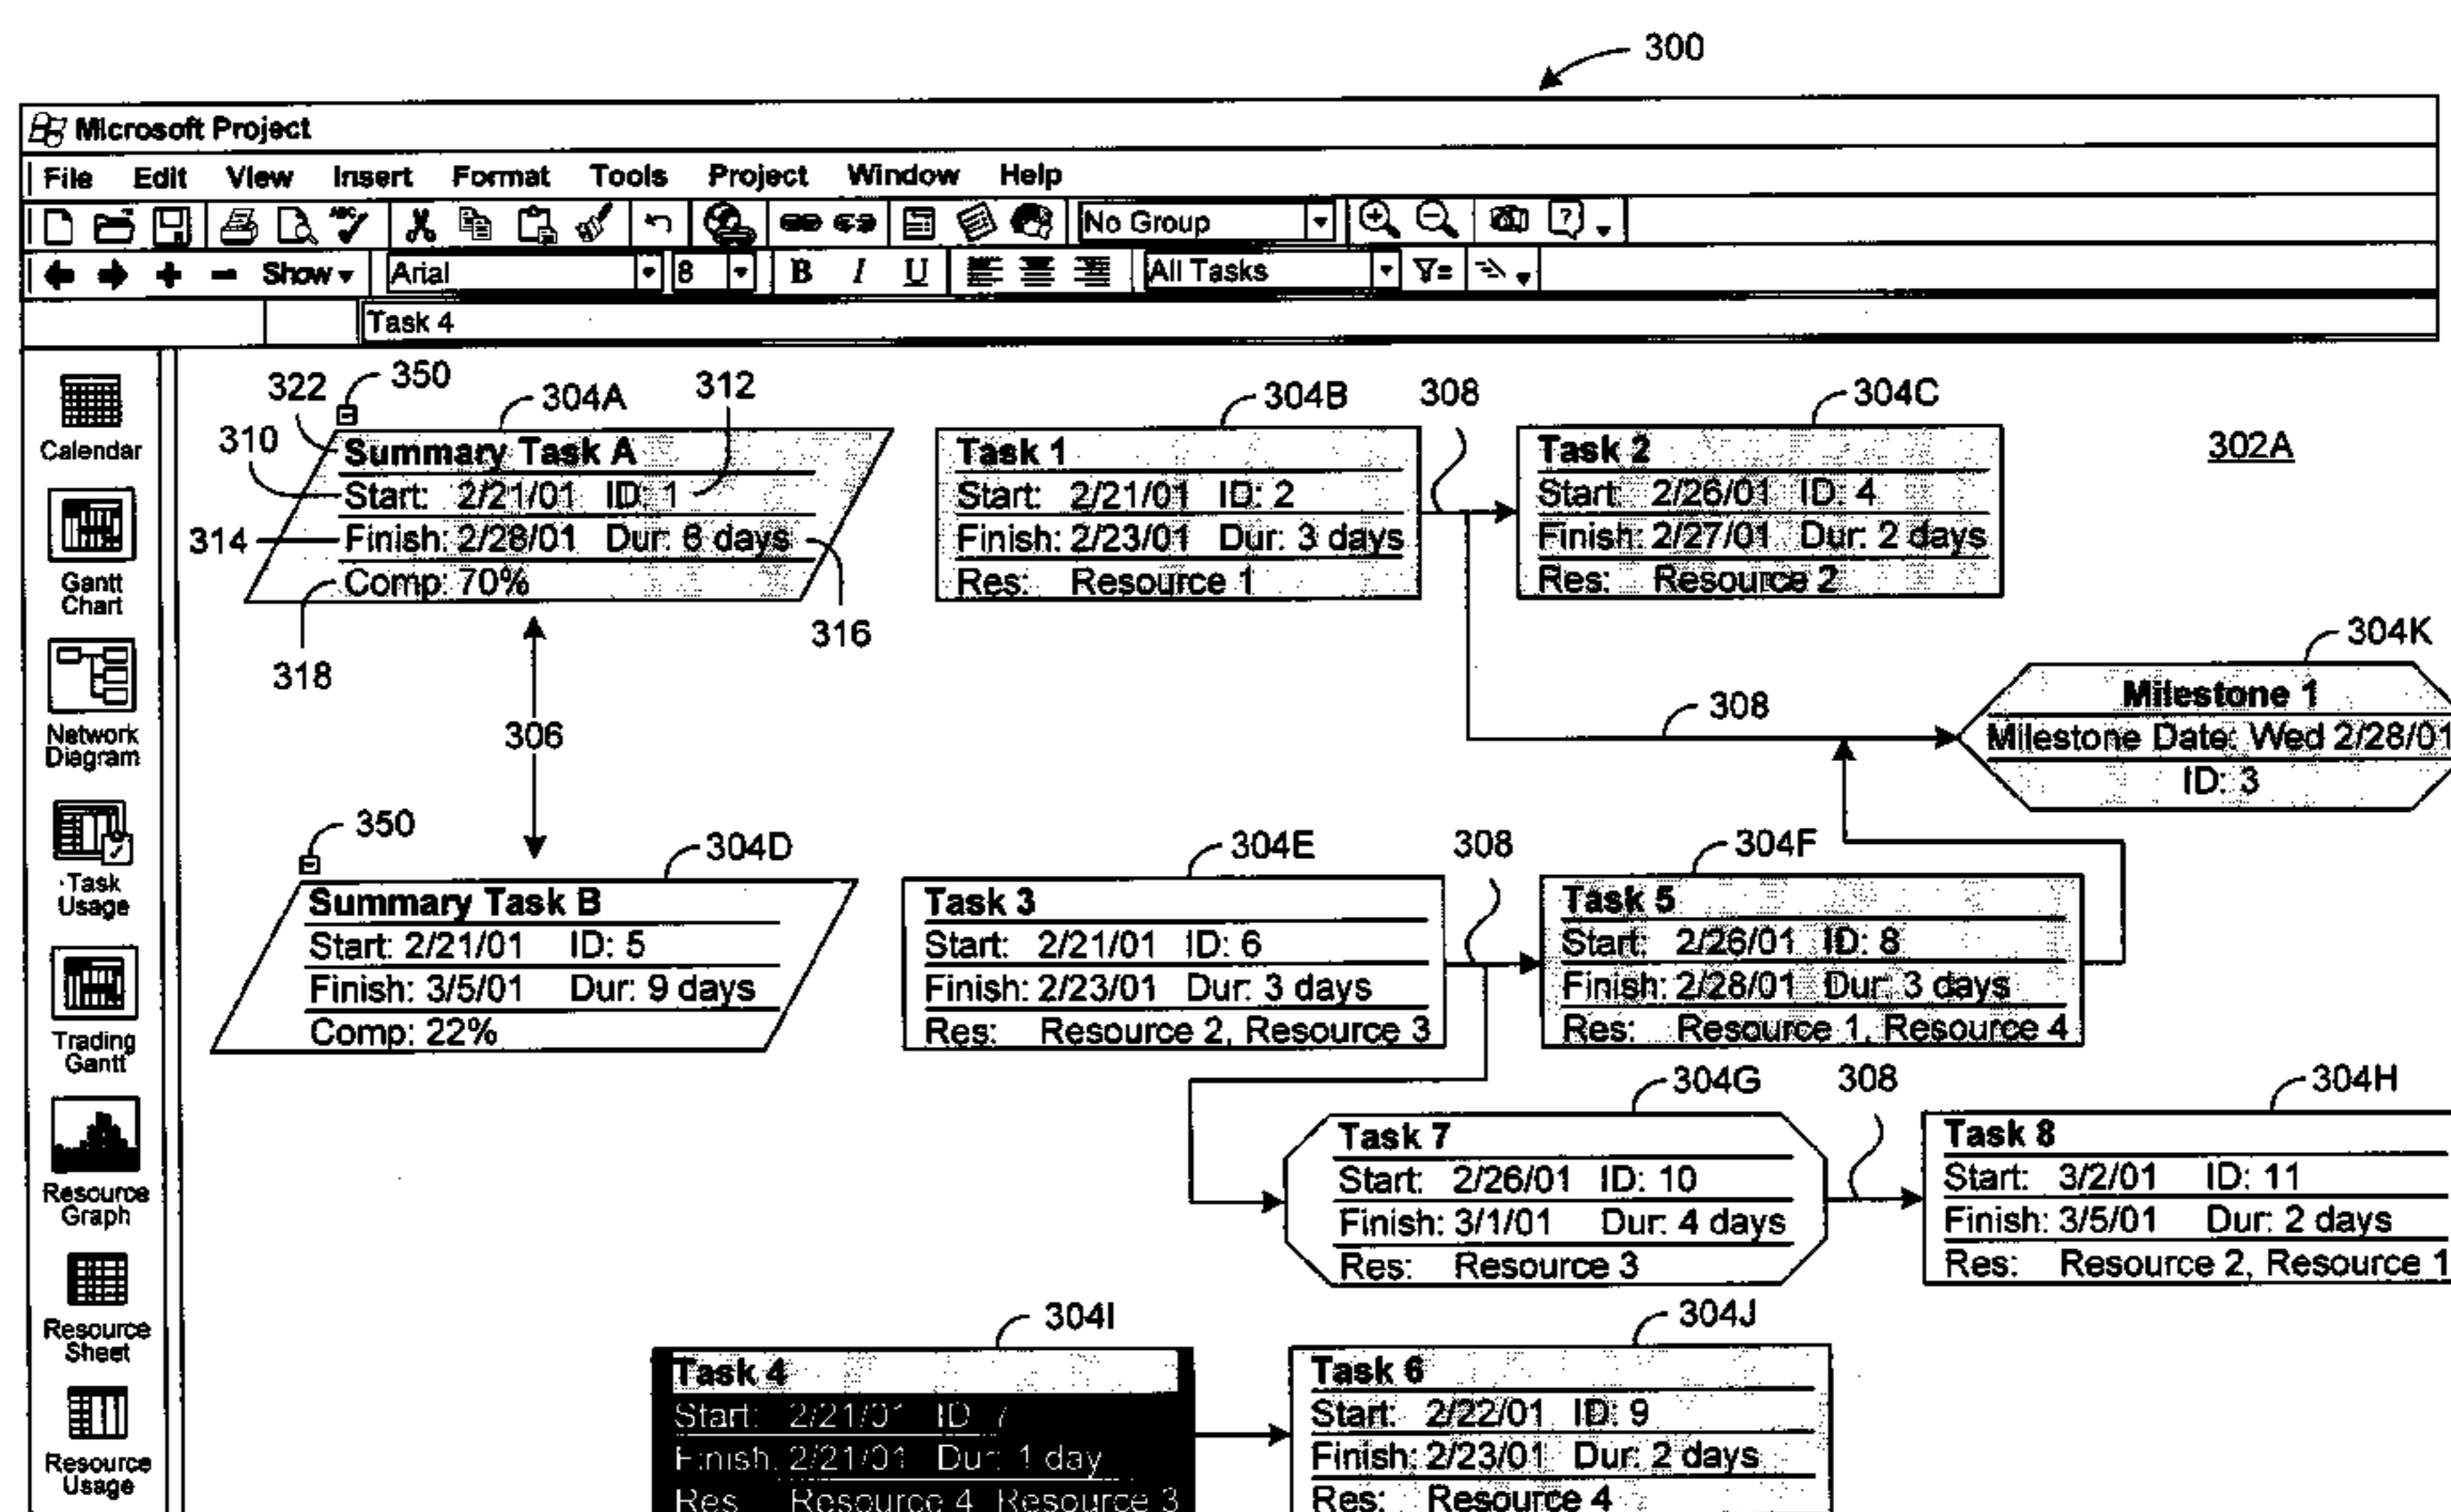 300
Microsoft Project
File Edit View Insert Format Tools Project Window Help
ABC No Group ?
Show Arial 8 B I U All Tasks
Task 4
Calendar
Gantt
Chart
Network
Diagram
Task
Usage
Trading
Gantt
Resource
Graph
Resource
Sheet
Resource
Usage
322 350 304A 312
310
314
318
316
Summary Task A
Start: 2/21/01 ID: 1
Finish: 2/28/01 Dur: 6 days
Comp: 70%
304B
Task 1
Start: 2/21/01 ID: 2
Finish: 2/23/01 Dur: 3 days
Res: Resource 1
308
304C
Task 2
Start: 2/26/01 ID: 4
Finish: 2/27/01 Dur: 2 days
Res: Resource 2
302A
306
308
304K
Milestone 1
Milestone Date: Wed 2/28/01
ID: 3
350
304D
Summary Task B
Start: 2/21/01 ID: 5
Finish: 3/5/01 Dur: 9 days
Comp: 22%
304E
Task 3
Start: 2/21/01 ID: 6
Finish: 2/23/01 Dur: 3 days
Res: Resource 2, Resource 3
308
304F
Task 5
Start: 2/26/01 ID: 8
Finish: 2/28/01 Dur: 3 days
Res: Resource 1, Resource 4
304G
Task 7
Start: 2/26/01 ID: 10
Finish: 3/1/01 Dur: 4 days
Res: Resource 3
308
304H
Task 8
Start: 3/2/01 ID: 11
Finish: 3/5/01 Dur: 2 days
Res: Resource 2, Resource 1
304I
Task 4
Start: 2/21/01 ID: 7
Finish: 2/21/01 Dur: 1 day
Res: Resource 4, Resource 3
304J
Task 6
Start: 2/22/01 ID: 9
Finish: 2/23/01 Dur: 2 days
Res: Resource 4